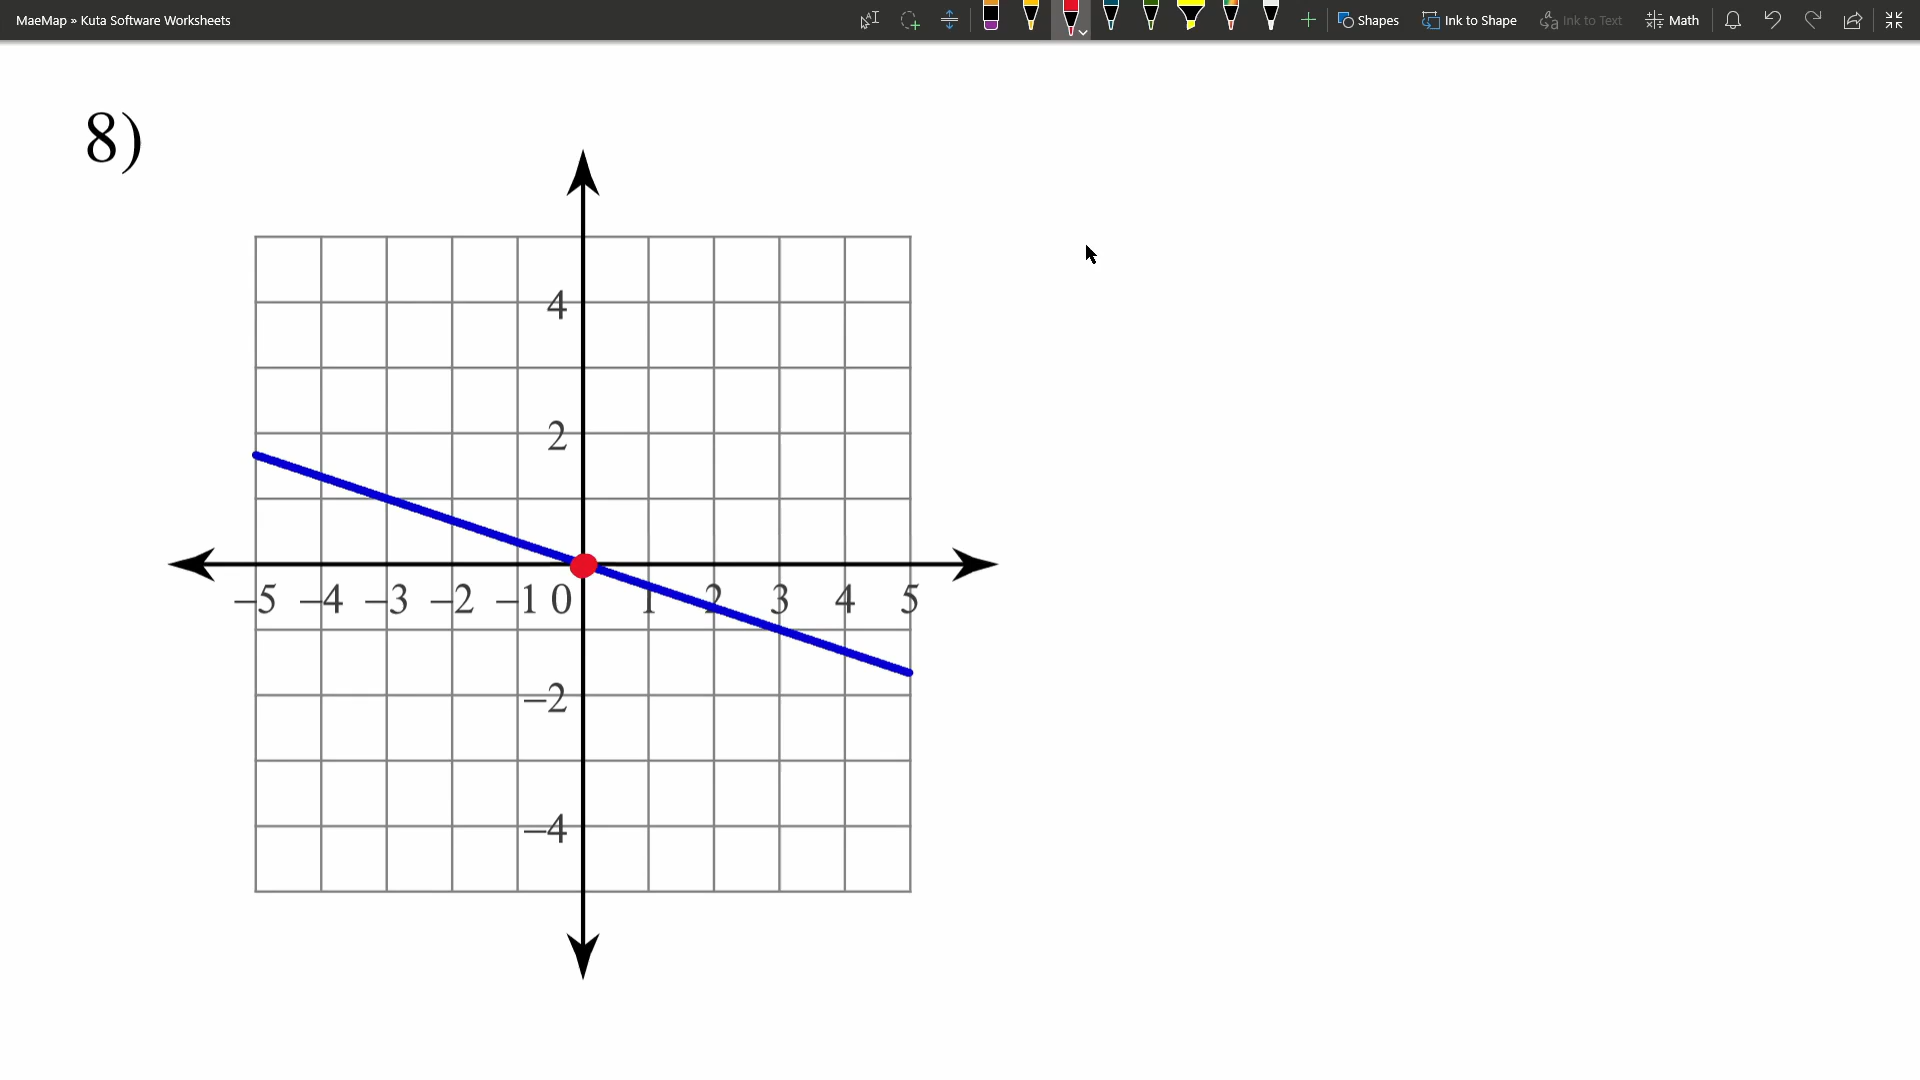 MaeMap » Kuta Software Worksheets
Shapes
Ink to Shape
Ink to Text
Math
8)
4
2
−5 −4 −3 −2 −1 0 1 2 3 4 5
−2
−4